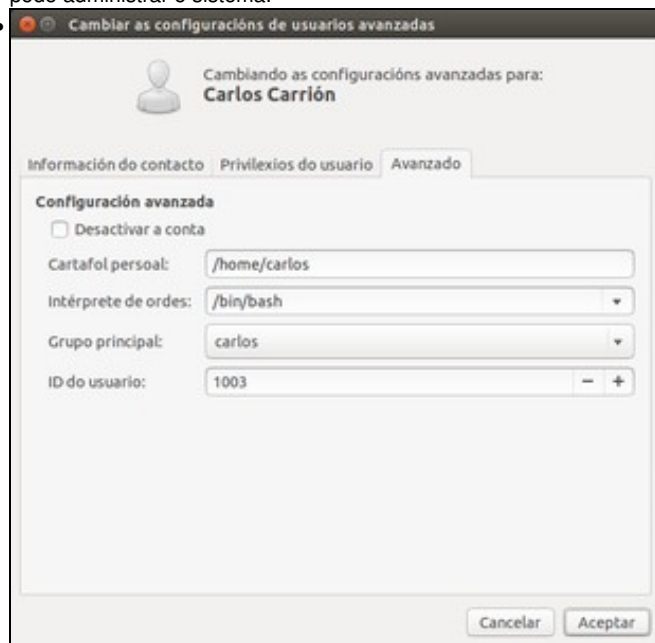 pode administrar o sistema.
Cambiar as configuracións de usuarios avanzadas
Cambiando as configuracións avanzadas para:
Carlos Carrión
Información do contacto Privilexios do usuario Avanzado
Configuración avanzada
Desactivar a conta
Cartafol persoal: /home/carlos
Intérprete de ordes: /bin/bash
Grupo principal: carlos
ID do usuario: 1003 − +
Cancelar Aceptar